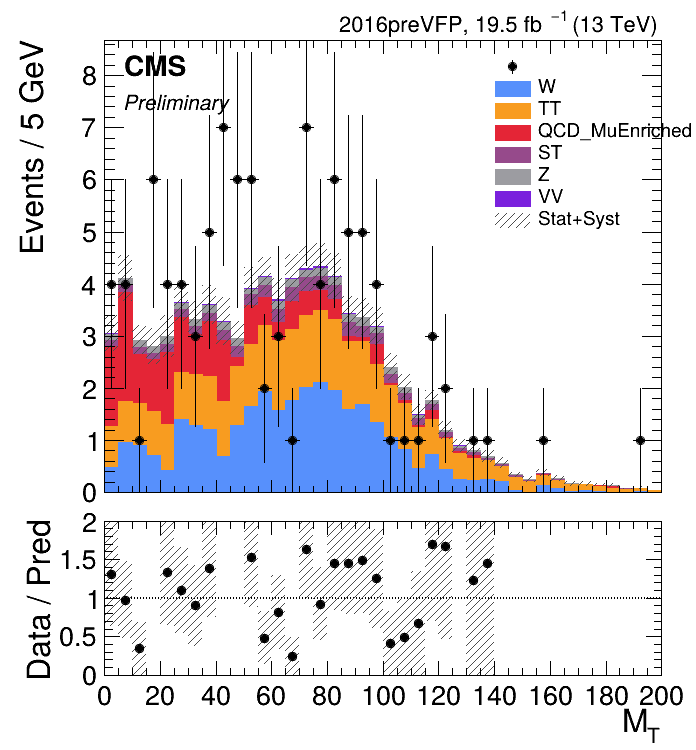 2016preVFP, 19.5 fb ⁻¹ (13 TeV)
CMS
Preliminary
W
TT
QCD_MuEnriched
ST
Z
VV
Stat+Syst
Events / 5 GeV
8
7
6
5
4
3
2
1
0
Data / Pred
2
1.5
1
0.5
0
0 20 40 60 80 100 120 140 160 180 200
M_T